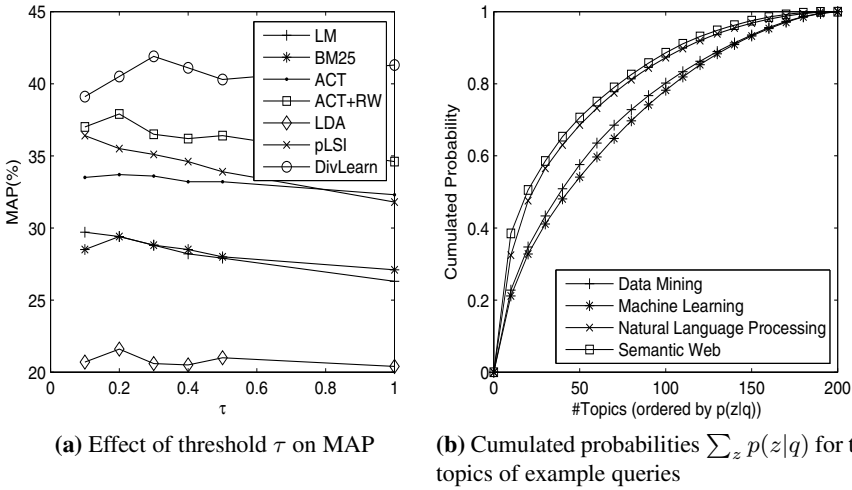 45
40
35
30
25
20
MAP(%)
0
0.2
0.4
0.6
0.8
1
τ
LM
BM25
ACT
ACT+RW
LDA
pLSI
DivLearn
(a) Effect of threshold τ on MAP
1
0.8
0.6
0.4
0.2
0
Cumulated Probability
0
50
100
150
200
#Topics (ordered by p(z|q))
Data Mining
Machine Learning
Natural Language Processing
Semantic Web
(b) Cumulated probabilities ∑z p(z|q) for t
topics of example queries